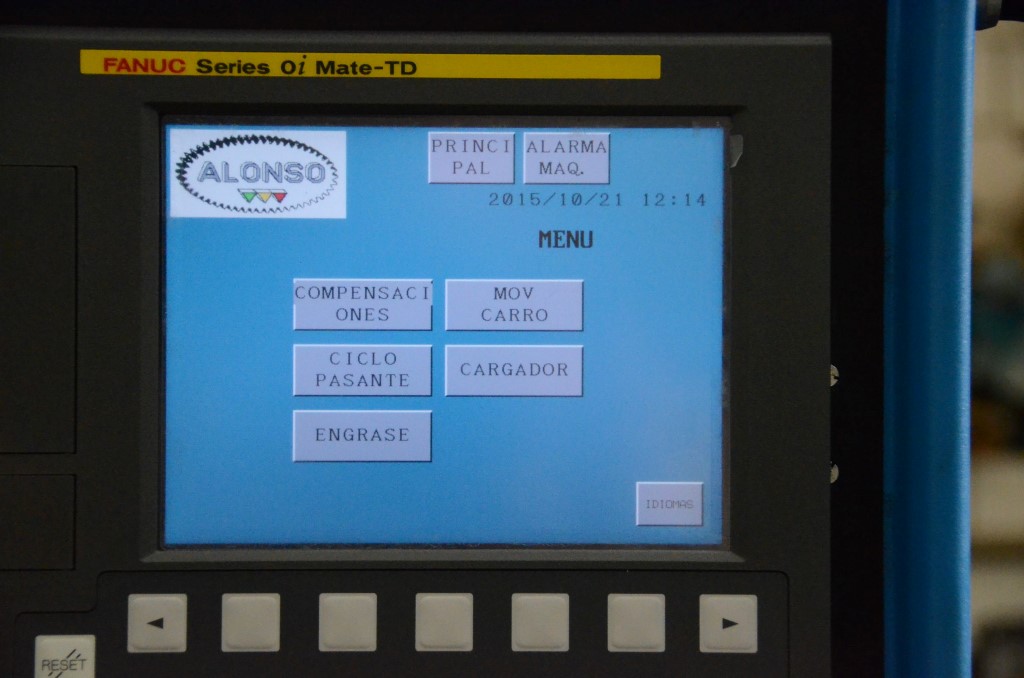 FANUC Series 0i Mate-TD
ALONSO
PRINCI
PAL
ALARMA
MAQ.
2015/10/21 12:14
MENU
COMPENSACI
ONES
MOV
CARRO
CICLO
PASANTE
CARGADOR
ENGRASE
IDIOMAS
RESET